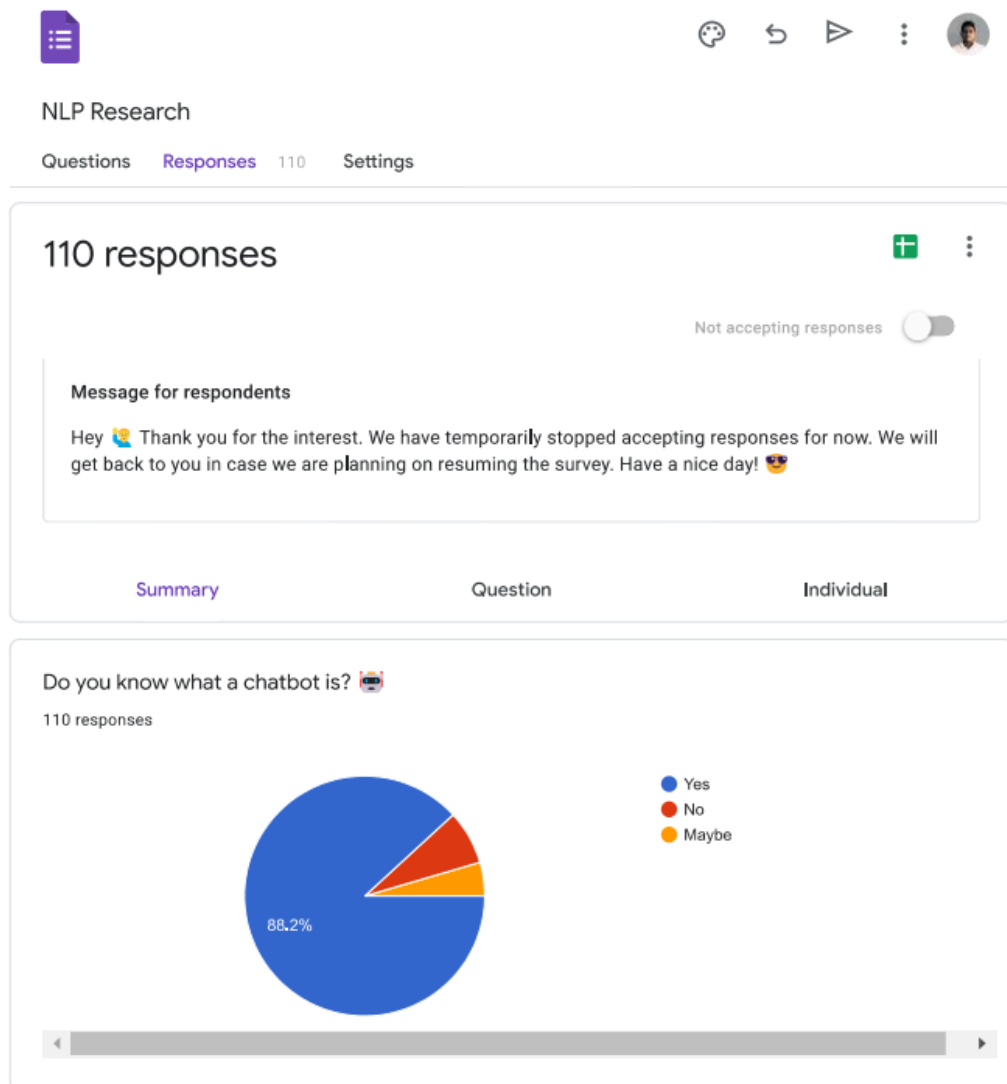 NLP Research
Questions Responses 110 Settings
110 responses
Not accepting responses
Message for respondents
Hey 🙋‍♂️ Thank you for the interest. We have temporarily stopped accepting responses for now. We will
get back to you in case we are planning on resuming the survey. Have a nice day! 😎
Summary Question Individual
Do you know what a chatbot is? 🤖
110 responses
Yes
No
Maybe
88.2%